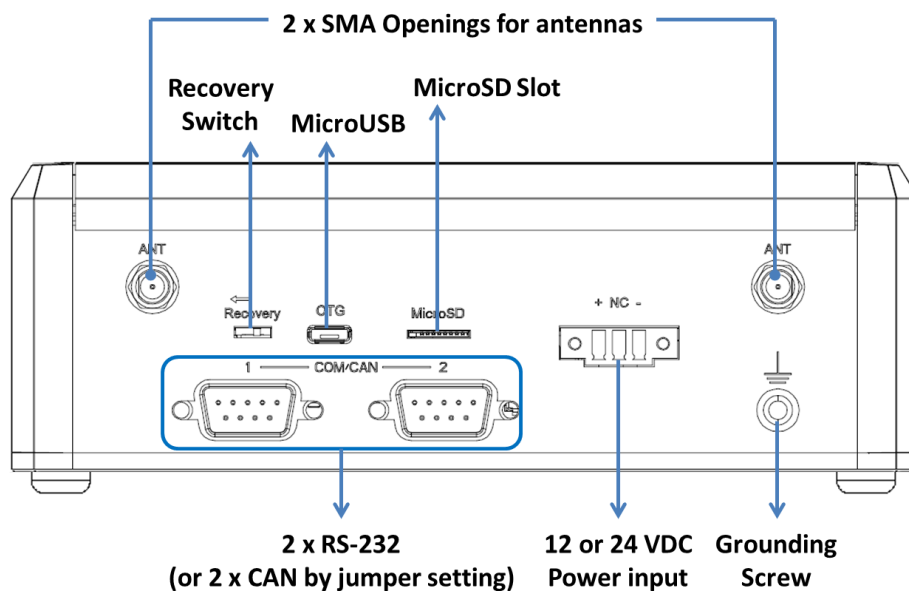 2 x SMA Openings for antennas
Recovery
Switch
MicroUSB
MicroSD Slot
ANT
ANT
Recovery
OTG
MicroSD
+ NC -
1 COM/CAN 2
2 x RS-232
(or 2 x CAN by jumper setting)
12 or 24 VDC
Power input
Grounding
Screw